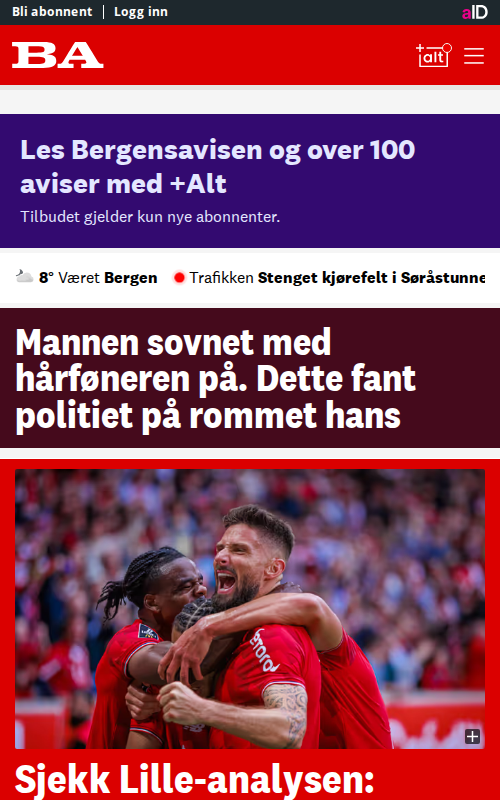 Bli abonnent | Logg inn
aID
BA
+alt
Les Bergensavisen og over 100
aviser med +Alt
Tilbudet gjelder kun nye abonnenter.
8° Været Bergen
Trafikken Stenget kjørefelt i Søråstunne
Mannen sovnet med
hårføneren på. Dette fant
politiet på rommet hans
Sjekk Lille-analysen: